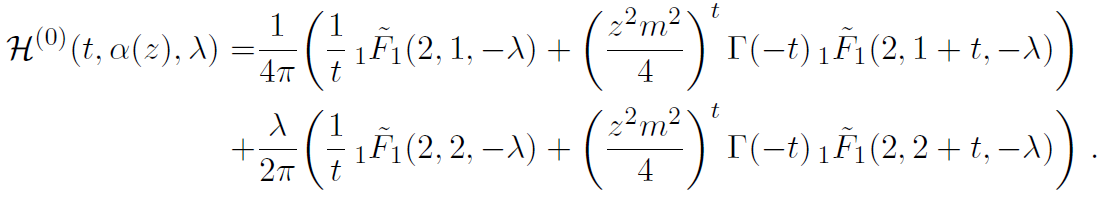 $\mathcal{H}^{(0)}(t, \alpha(z), \lambda) = \frac{1}{4\pi}\left(\frac{1}{t}\,{}_1\tilde{F}_1(2, 1, -\lambda) + \left(\frac{z^2 m^2}{4}\right)^t \Gamma(-t)\,{}_1\tilde{F}_1(2, 1+t, -\lambda)\right)$
$+ \frac{\lambda}{2\pi}\left(\frac{1}{t}\,{}_1\tilde{F}_1(2, 2, -\lambda) + \left(\frac{z^2 m^2}{4}\right)^t \Gamma(-t)\,{}_1\tilde{F}_1(2, 2+t, -\lambda)\right) .$